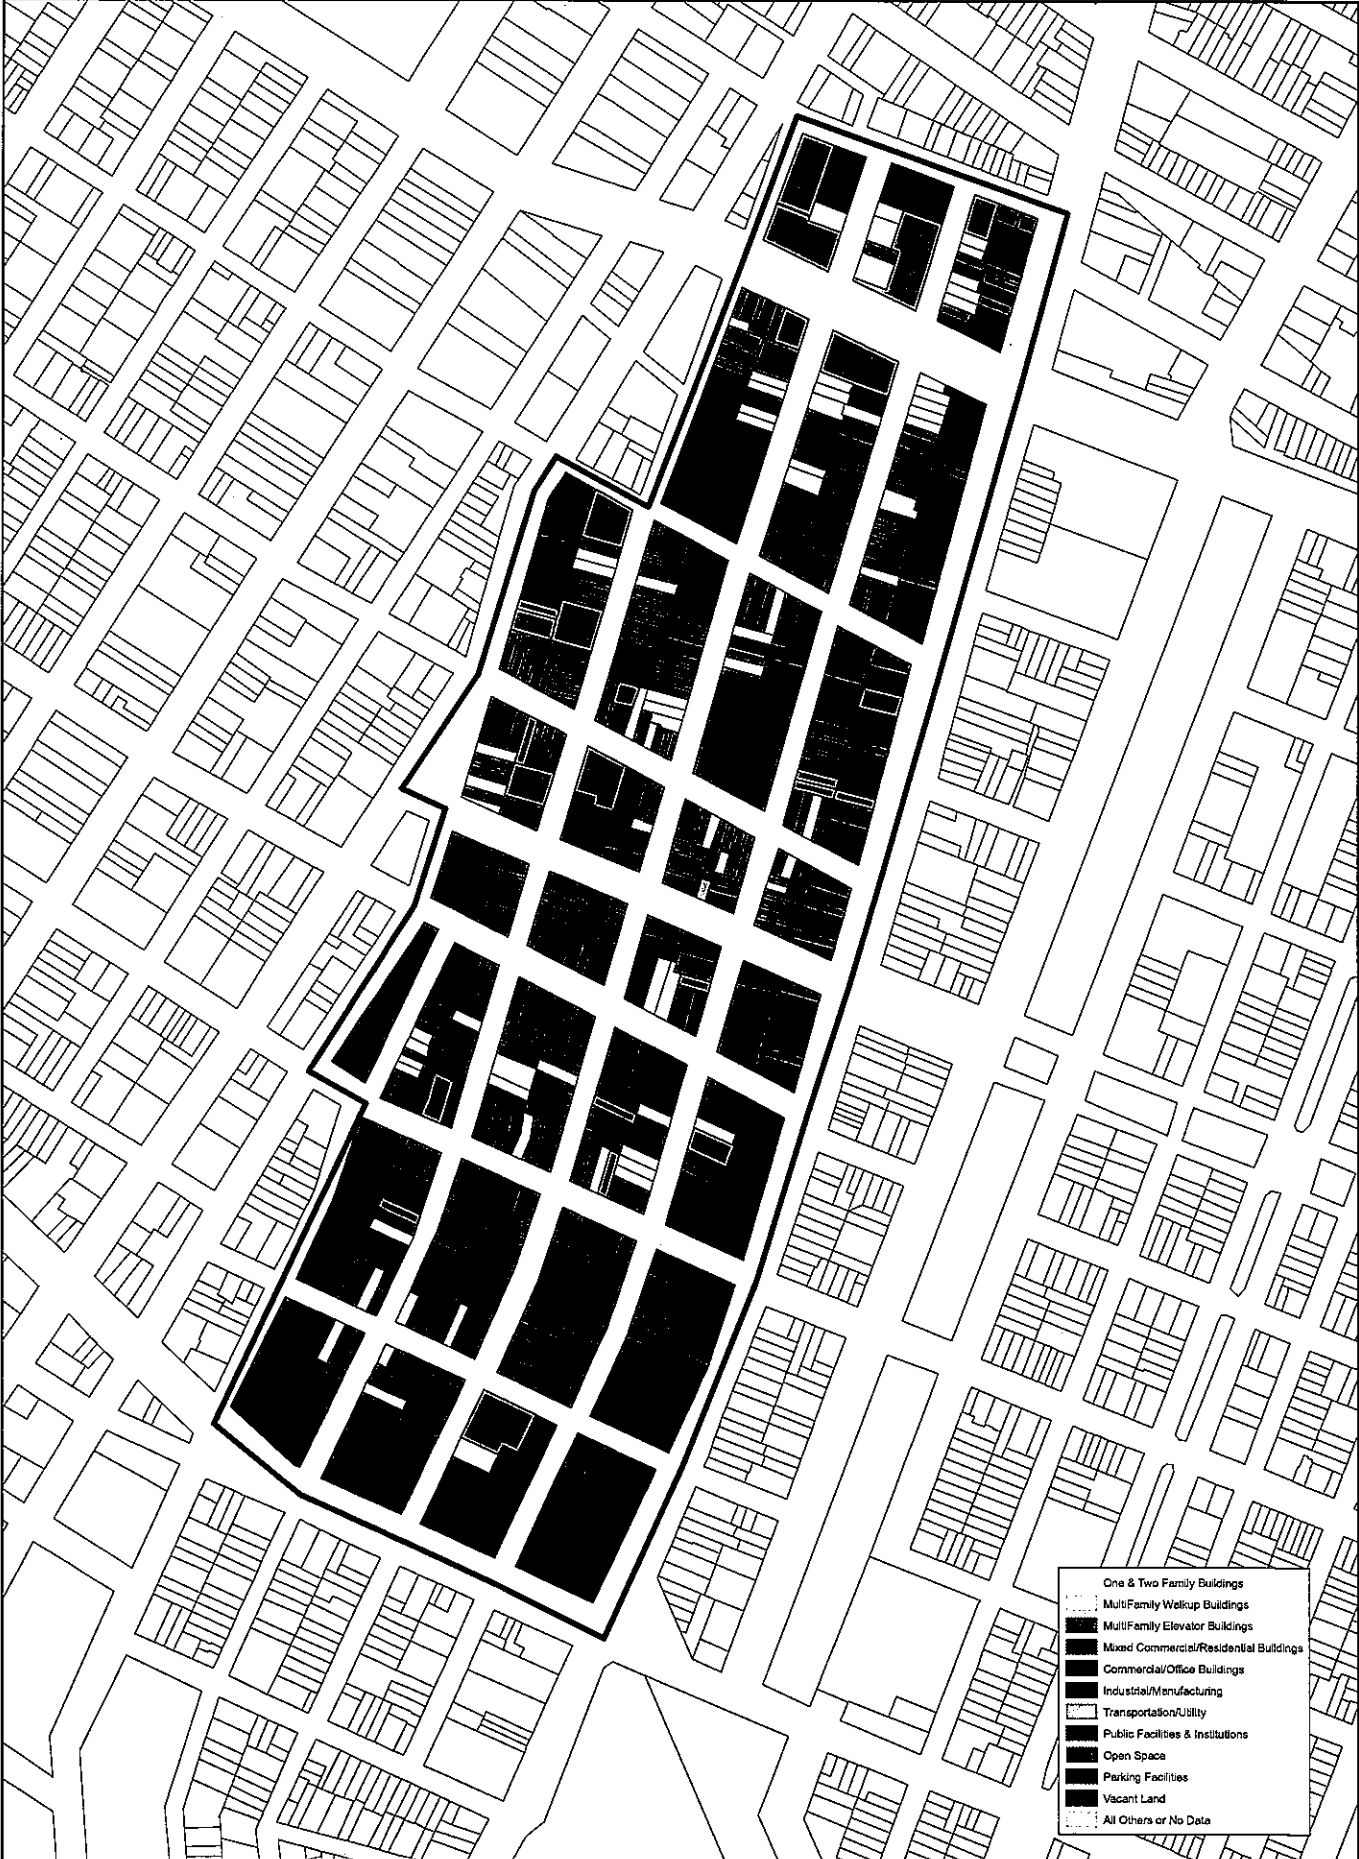 One & Two Family Buildings
MultiFamily Walkup Buildings
MultiFamily Elevator Buildings
Mixed Commercial/Residential Buildings
Commercial/Office Buildings
Industrial/Manufacturing
Transportation/Utility
Public Facilities & Institutions
Open Space
Parking Facilities
Vacant Land
All Others or No Data